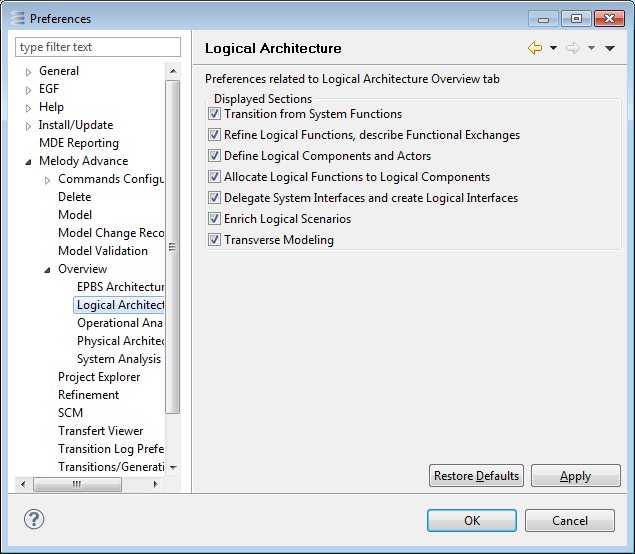 Preferences
type filter text
General
EGF
Help
Install/Update
MDE Reporting
Melody Advance
Commands Configu
Delete
Model
Model Change Reco
Model Validation
Overview
EPBS Architectur
Logical Architect
Operational Ana
Physical Architec
System Analysis
Project Explorer
Refinement
SCM
Transfert Viewer
Transition Log Prefe
Transitions/Generati
Logical Architecture
Preferences related to Logical Architecture Overview tab
Displayed Sections
Transition from System Functions
Refine Logical Functions, describe Functional Exchanges
Define Logical Components and Actors
Allocate Logical Functions to Logical Components
Delegate System Interfaces and create Logical Interfaces
Enrich Logical Scenarios
Transverse Modeling
Restore Defaults
Apply
?
OK
Cancel